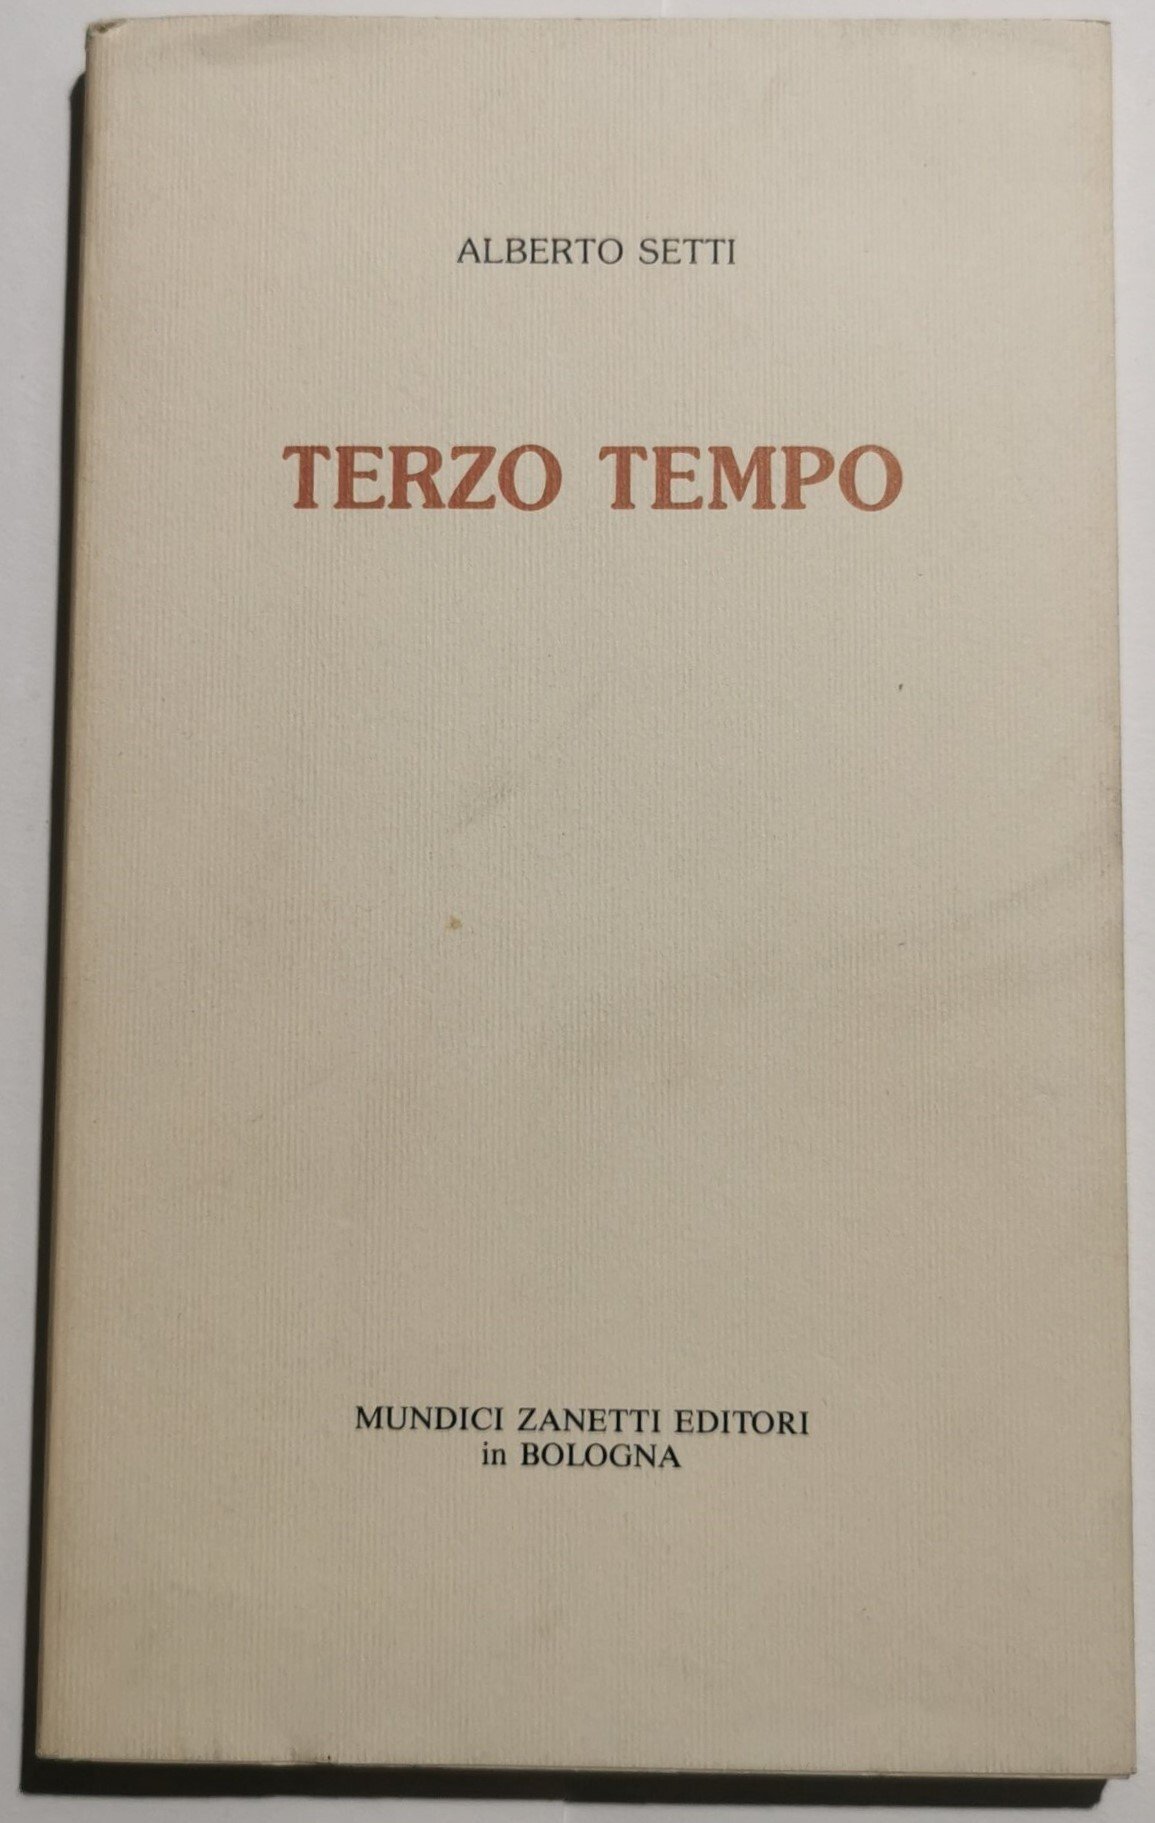 ALBERTO SETTI
TERZO TEMPO
MUNDICI ZANETTI EDITORI
in BOLOGNA